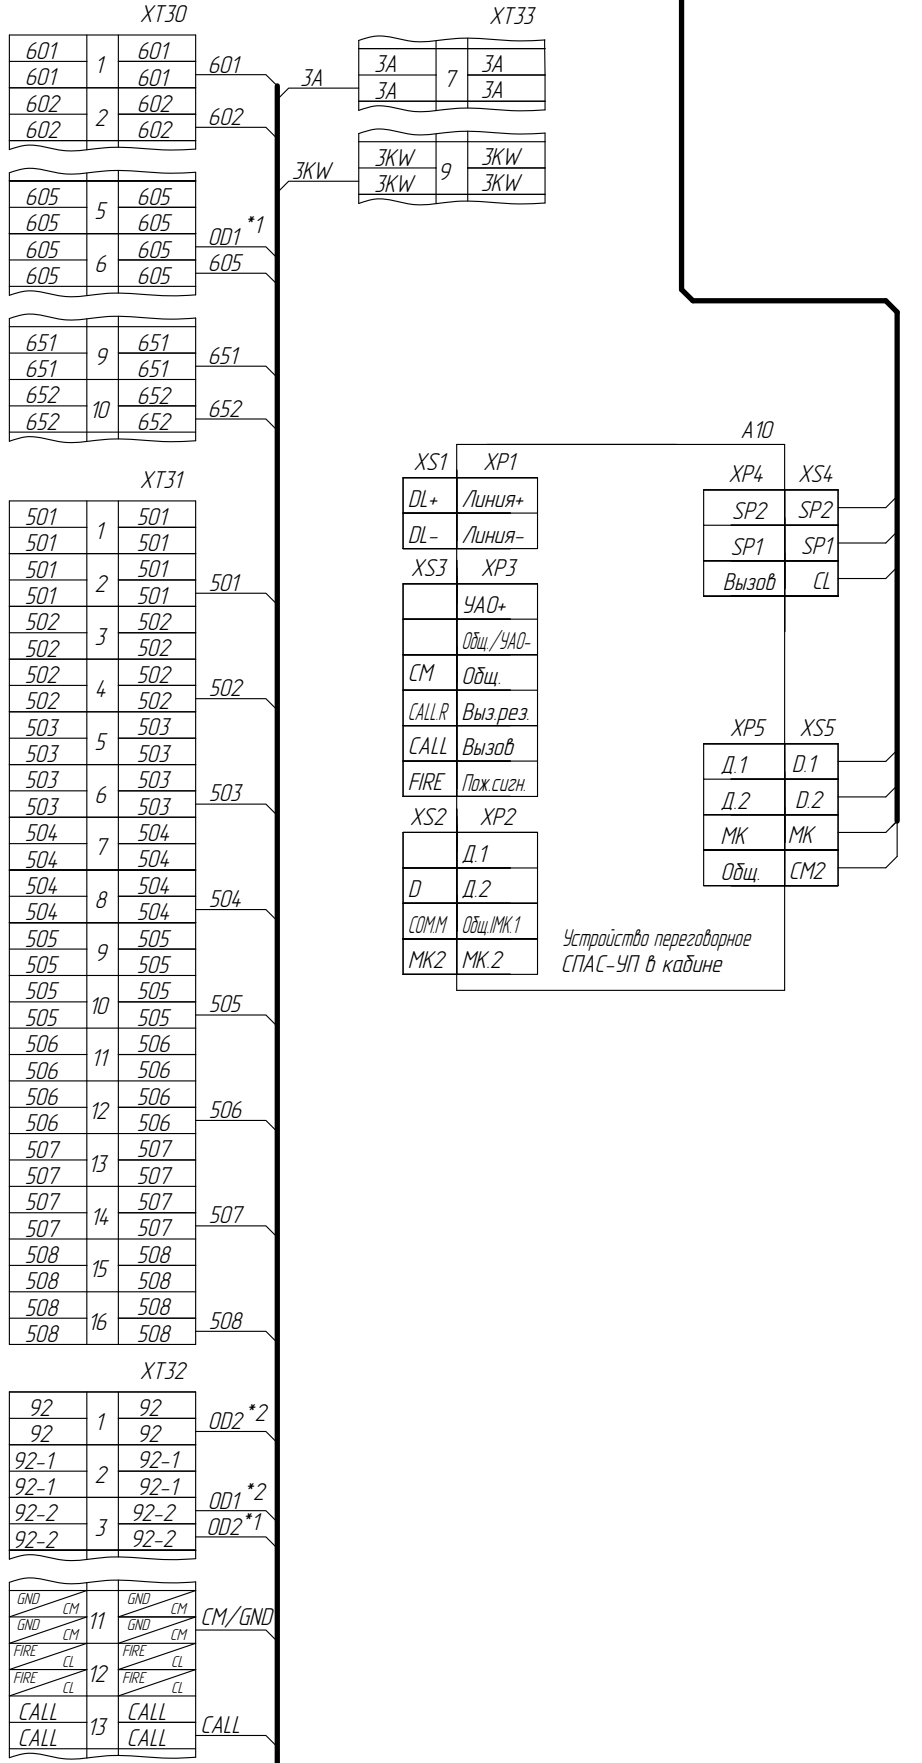 XT30
601 1 601
601 601 601
602 2 602
602 602 602
605 5 605
605 605
605 6 605 0D1 *1
605 605 605
651 9 651
651 651 651
652 10 652
652 652 652
XT31
501 1 501
501 501
501 2 501
501 501 501
502 3 502
502 502
502 4 502
502 502 502
503 5 503
503 503
503 6 503
503 503 503
504 7 504
504 504
504 8 504
504 504 504
505 9 505
505 505
505 10 505
505 505 505
506 11 506
506 506
506 12 506
506 506 506
507 13 507
507 507
507 14 507
507 507 507
508 15 508
508 508
508 16 508
508 508 508
XT32
92 1 92
92 92 0D2 *2
92-1 2 92-1
92-1 92-1
92-2 3 92-2 0D1 *2
92-2 92-2 0D2 *1
GND CM 11 GND CM
GND CM GND CM CM/GND
FIRE CL 12 FIRE CL
FIRE CL FIRE CL
CALL 13 CALL
CALL CALL CALL
XT33
3A 3A 7 3A
3A 3A
3KW 3KW 9 3KW
3KW 3KW
A10
XS1 XP1
DL+ Линия+
DL- Линия-
XS3 XP3
УАО+
Общ./УАО-
CM Общ.
CALL.R Выз.рез.
CALL Вызов
FIRE Пож.сигн.
XS2 XP2
Д.1
D Д.2
COMM Общ.|МК.1
MK2 МК.2
XP4 XS4
SP2 SP2
SP1 SP1
Вызов CL
XP5 XS5
Д.1 D.1
Д.2 D.2
МК MK
Общ. CM2
Устройство переговорное
СПАС-УП в кабине